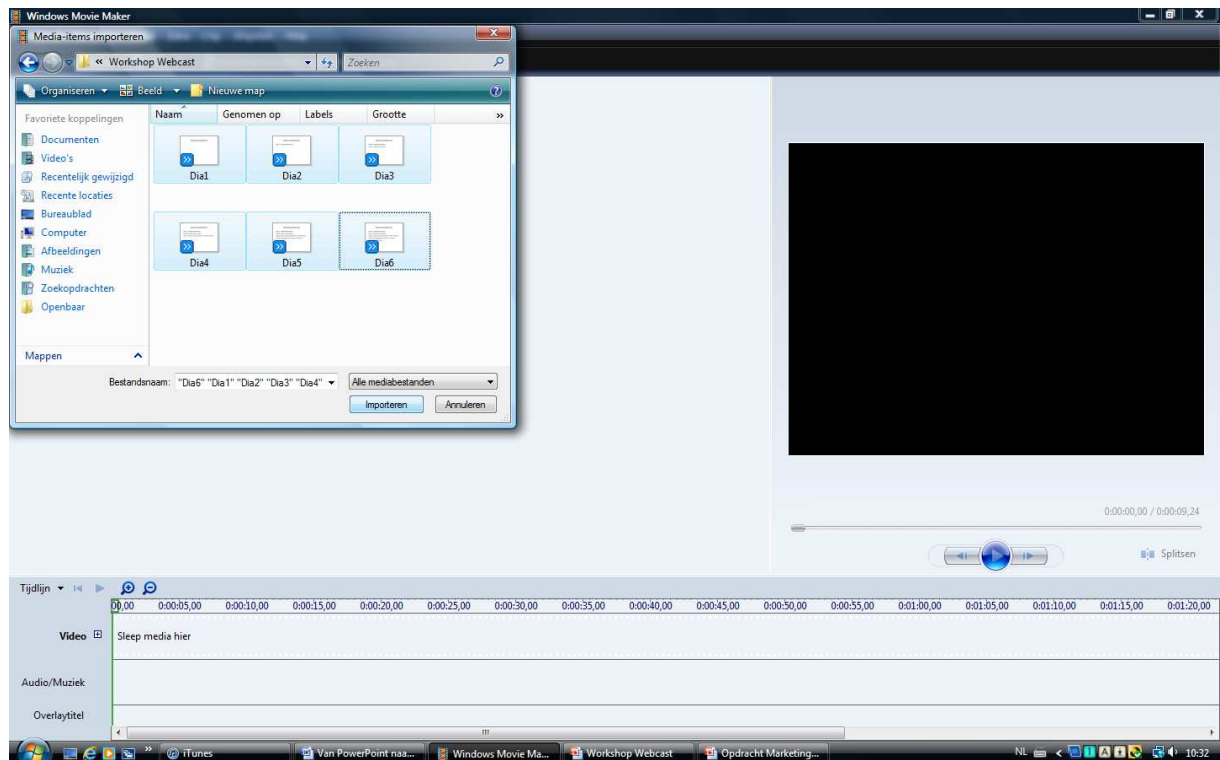 Windows Movie Maker
Media-items importeren
« Workshop Webcast
Zoeken
Organiseren Beeld Nieuwe map
Favoriete koppelingen
Naam Genomen op Labels Grootte »
Documenten
Video's
Recentelijk gewijzigd
Recente locaties
Bureaublad
Computer
Afbeeldingen
Muziek
Zoekopdrachten
Openbaar
Mappen
Dia1 Dia2 Dia3
Dia4 Dia5 Dia6
Bestandsnaam: "Dia6" "Dia1" "Dia2" "Dia3" "Dia4" Alle mediabestanden
Importeren Annuleren
0:00:00,00 / 0:00:09,24
Splitsen
Tijdlijn
00,00 0:00:05,00 0:00:10,00 0:00:15,00 0:00:20,00 0:00:25,00 0:00:30,00 0:00:35,00 0:00:40,00 0:00:45,00 0:00:50,00 0:00:55,00 0:01:00,00 0:01:05,00 0:01:10,00 0:01:15,00 0:01:20,00
Video Sleep media hier
Audio/Muziek
Overlaytitel
» iTunes Van PowerPoint naa... Windows Movie Ma... Workshop Webcast Opdracht Marketing... NL < 10:32